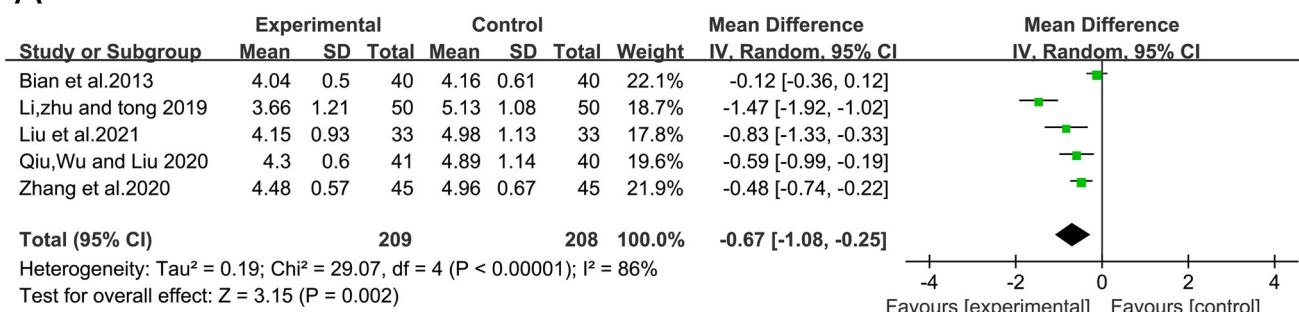 A
Experimental Control Mean Difference Mean Difference
Study or Subgroup Mean SD Total Mean SD Total Weight IV, Random, 95% CI IV, Random, 95% CI
Bian et al.2013 4.04 0.5 40 4.16 0.61 40 22.1% -0.12 [-0.36, 0.12]
Li,zhu and tong 2019 3.66 1.21 50 5.13 1.08 50 18.7% -1.47 [-1.92, -1.02]
Liu et al.2021 4.15 0.93 33 4.98 1.13 33 17.8% -0.83 [-1.33, -0.33]
Qiu,Wu and Liu 2020 4.3 0.6 41 4.89 1.14 40 19.6% -0.59 [-0.99, -0.19]
Zhang et al.2020 4.48 0.57 45 4.96 0.67 45 21.9% -0.48 [-0.74, -0.22]
Total (95% CI) 209 208 100.0% -0.67 [-1.08, -0.25]
Heterogeneity: Tau² = 0.19; Chi² = 29.07, df = 4 (P < 0.00001); I² = 86%
Test for overall effect: Z = 3.15 (P = 0.002)
-4 -2 0 2 4
Favours [experimental] Favours [control]